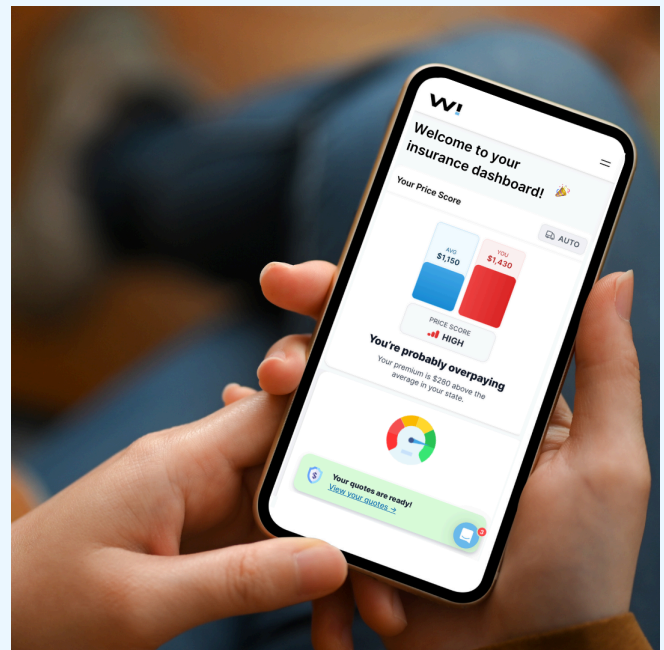 W!
Welcome to your
insurance dashboard!
Your Price Score
AUTO
AVG
$1,150
YOU
$1,430
PRICE SCORE
HIGH
You're probably overpaying
Your premium is $280 above the
average in your state.
Your quotes are ready!
View your quotes →
3